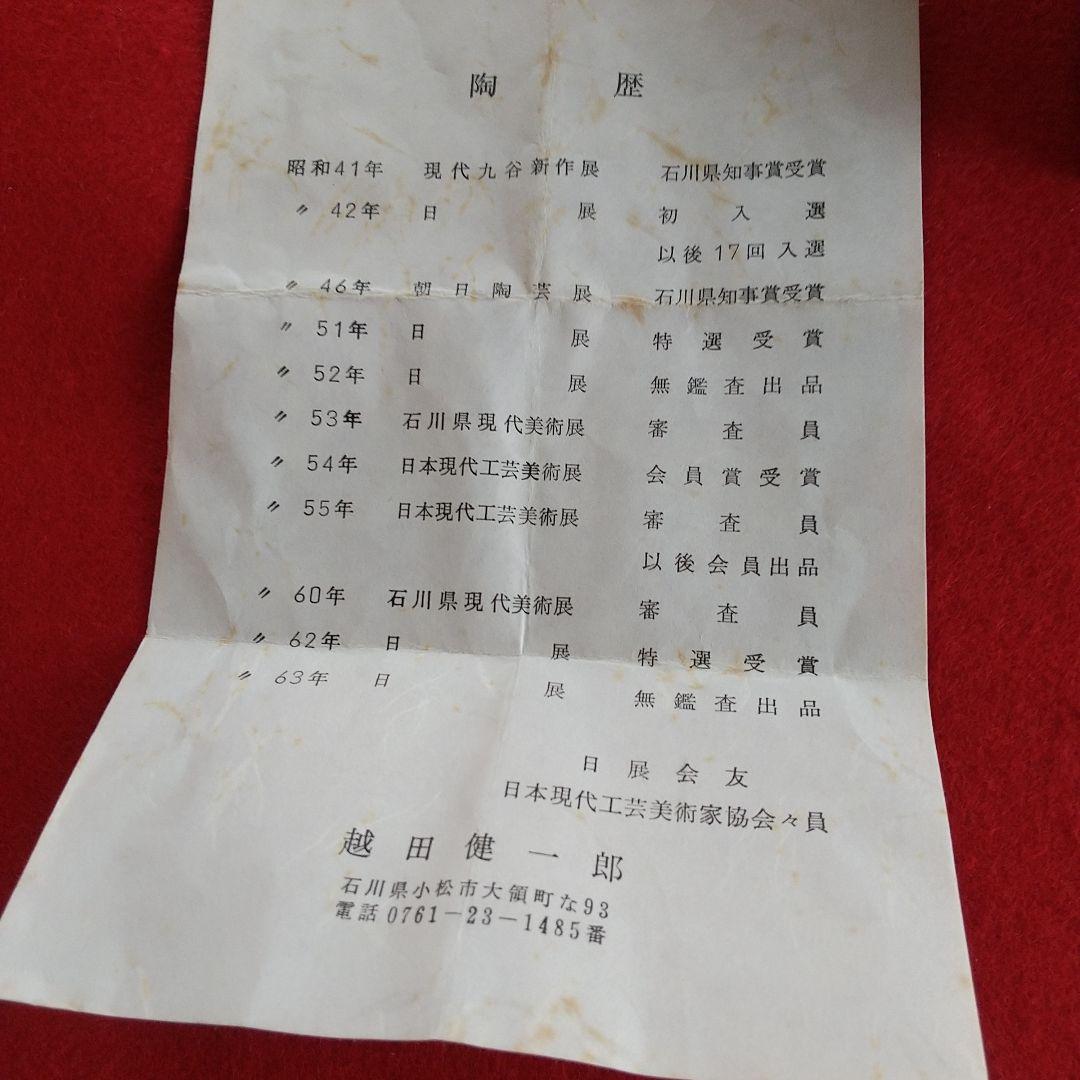 陶歴
昭和41年 現代九谷新作展 石川県知事賞受賞
〃 42年 日展 初入選
以後17回入選
〃 46年 朝日陶芸展 石川県知事賞受賞
〃 51年 日展 特選受賞
〃 52年 日展 無鑑査出品
〃 53年 石川県現代美術展 審査員
〃 54年 日本現代工芸美術展 会員賞受賞
〃 55年 日本現代工芸美術展 審査員
以後会員出品
〃 60年 石川県現代美術展 審査員
〃 62年 日展 特選受賞
〃 63年 日展 無鑑査出品
日展会友
日本現代工芸美術家協会々員
越田健一郎
石川県小松市大領町な93
電話0761-23-1485番